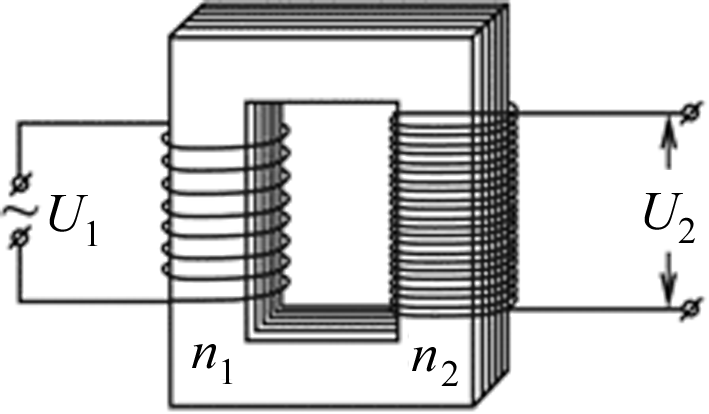 ~ U₁
U₂
n₁
n₂